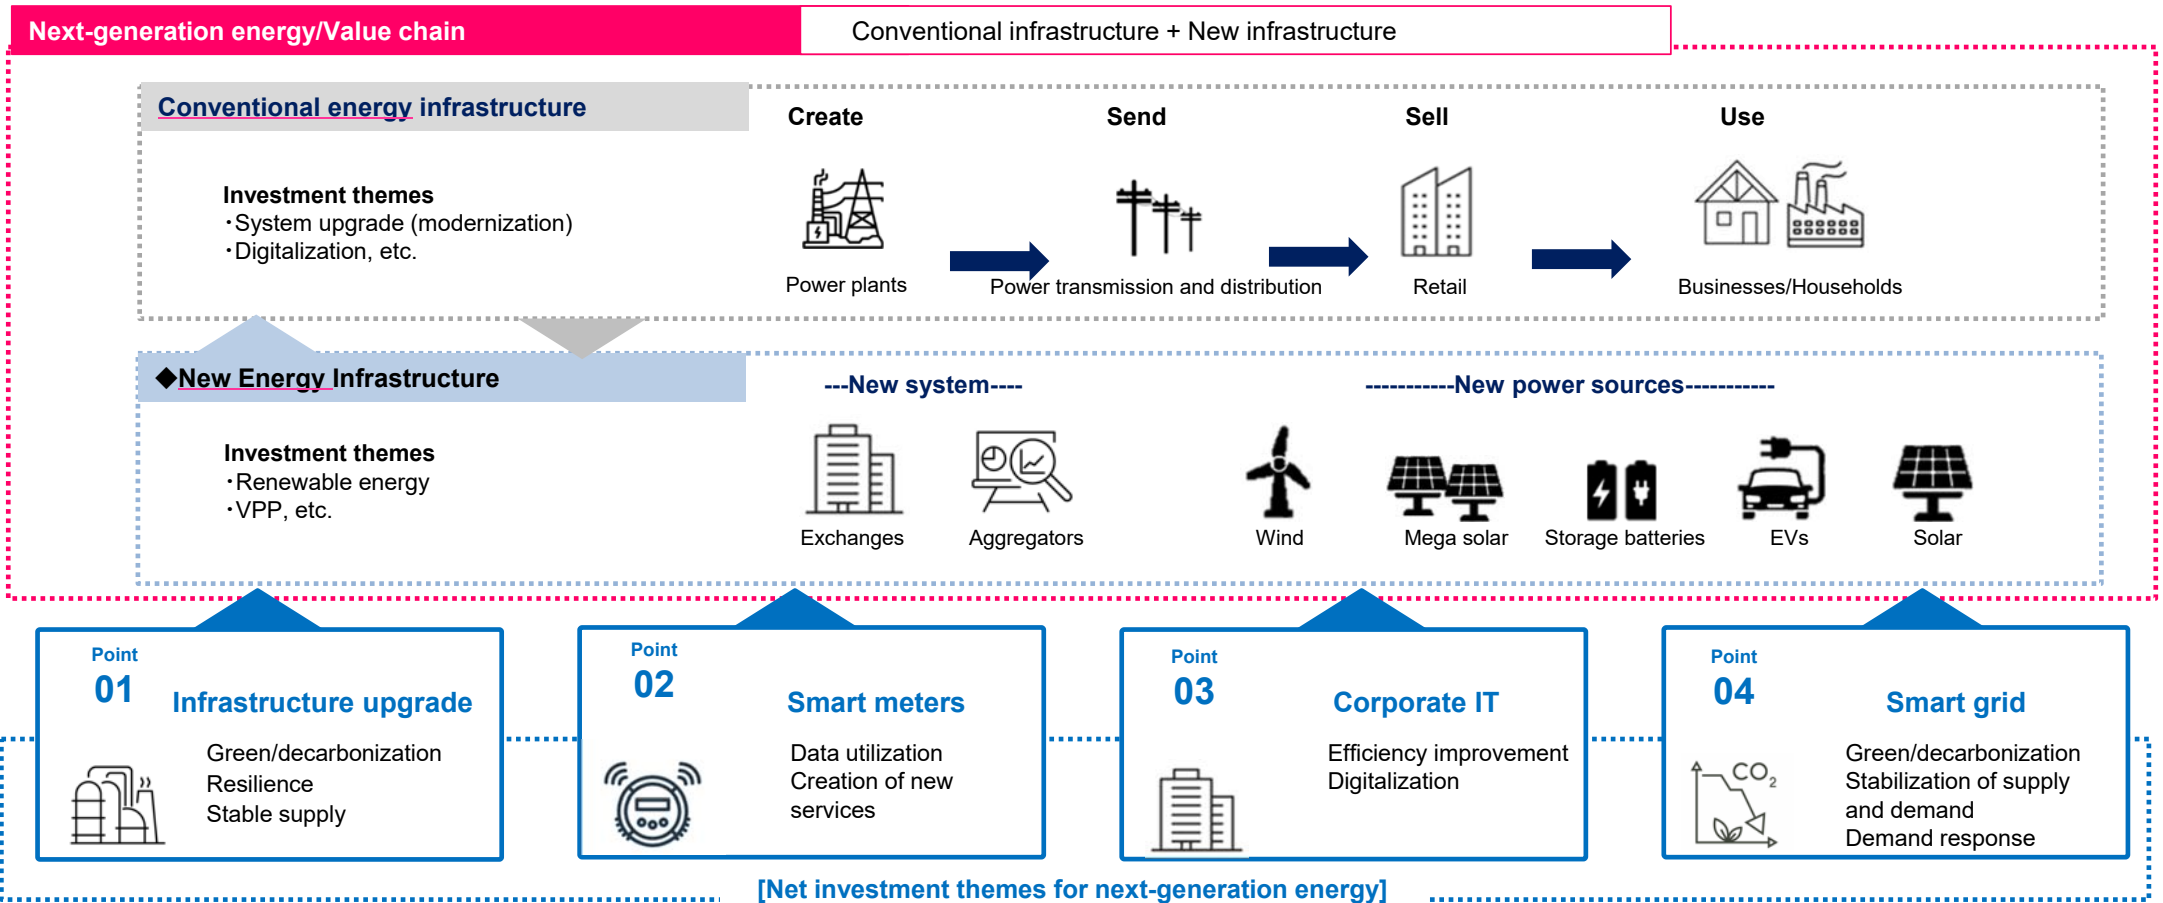 Next-generation energy/Value chain
Conventional infrastructure + New infrastructure
Conventional energy infrastructure
Create
Send
Sell
Use
Investment themes
・System upgrade (modernization)
・Digitalization, etc.
Power plants
Power transmission and distribution
Retail
Businesses/Households
◆New Energy Infrastructure
---New system----
-----------New power sources-----------
Investment themes
・Renewable energy
・VPP, etc.
Exchanges
Aggregators
Wind
Mega solar
Storage batteries
EVs
Solar
Point
01
Infrastructure upgrade
Green/decarbonization
Resilience
Stable supply
Point
02
Smart meters
Data utilization
Creation of new
services
Point
03
Corporate IT
Efficiency improvement
Digitalization
Point
04
Smart grid
CO₂
Green/decarbonization
Stabilization of supply
and demand
Demand response
[Net investment themes for next-generation energy]